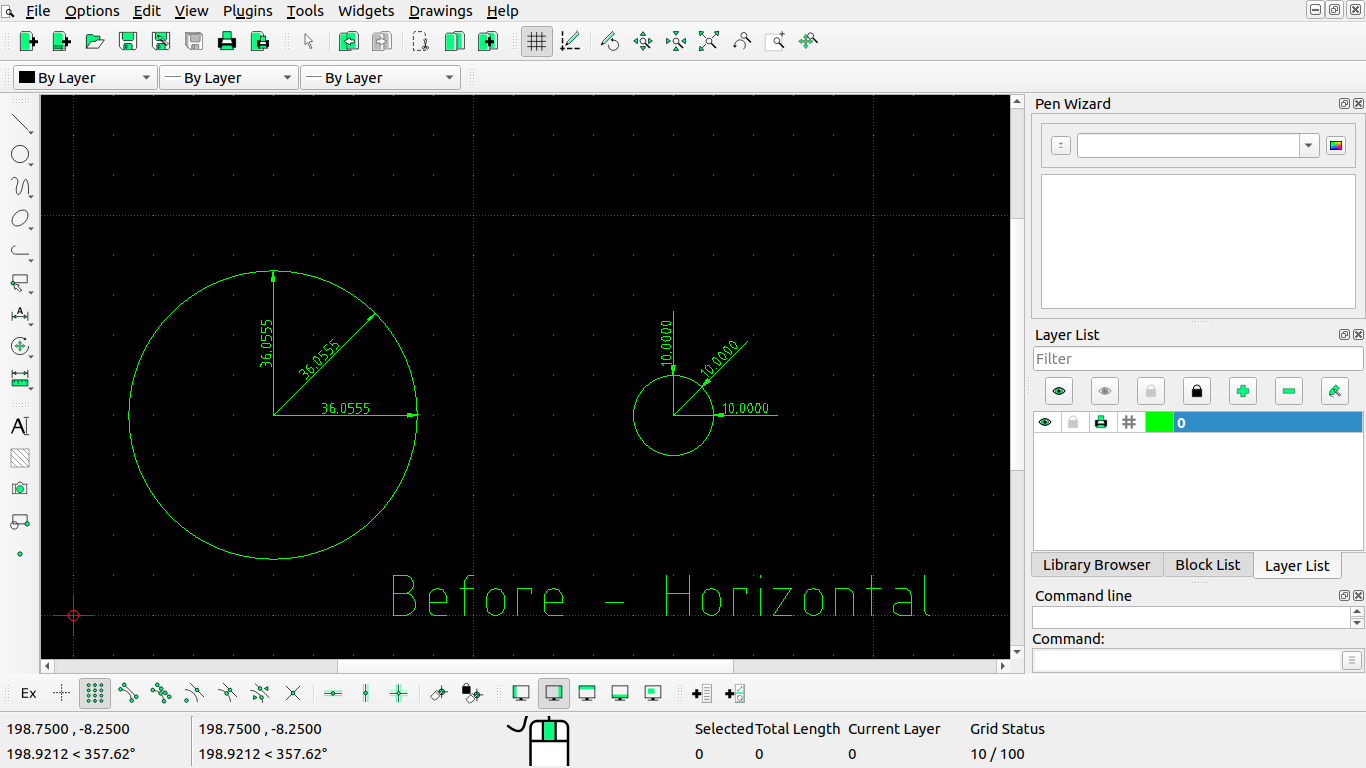 File Options Edit View Plugins Tools Widgets Drawings Help
By Layer By Layer By Layer
Pen Wizard
36.0555
36.0555
36.0555
10.0000
10.0000
10.0000
Before - Horizontal
Layer List
Filter
0
Library Browser Block List Layer List
Command line
Command:
Ex
198.7500 , -8.2500 198.7500 , -8.2500 Selected Total Length Current Layer Grid Status
198.9212 < 357.62° 198.9212 < 357.62° 0 0 0 10 / 100